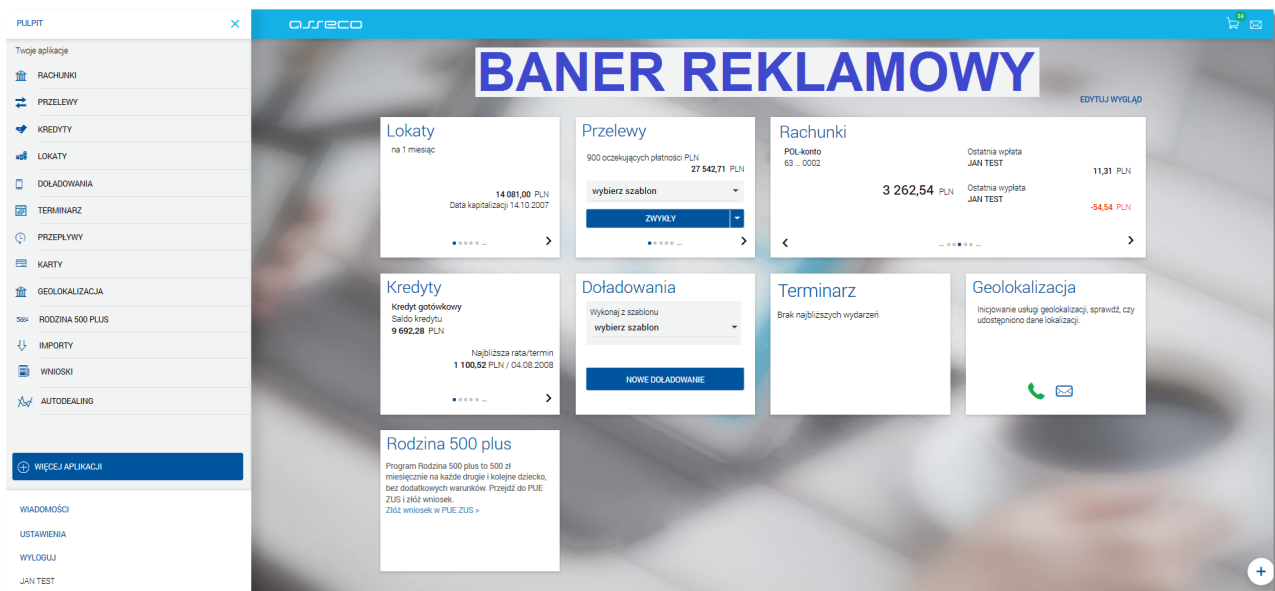 PULPIT
asseco
24
Twoje aplikacje
RACHUNKI
PRZELEWY
KREDYTY
LOKATY
DOŁADOWANIA
TERMINARZ
PRZEPŁYWY
KARTY
GEOLOKALIZACJA
RODZINA 500 PLUS
IMPORTY
WNIOSKI
AUTODEALING
WIĘCEJ APLIKACJI
WIADOMOŚCI
USTAWIENIA
WYLOGUJ
JAN TEST
BANER REKLAMOWY
EDYTUJ WYGLĄD
Lokaty
na 1 miesiąc
14 081,00 PLN
Data kapitalizacji 14.10.2007
...
Przelewy
900 oczekujących płatności PLN
27 542,71 PLN
wybierz szablon
ZWYKŁY
...
Rachunki
POL-konto
63 ... 0002
3 262,54 PLN
Ostatnia wpłata
JAN TEST
11,31 PLN
Ostatnia wypłata
JAN TEST
-54,54 PLN
... ...
Kredyty
Kredyt gotówkowy
Saldo kredytu
9 692,28 PLN
Najbliższa rata/termin
1 100,52 PLN / 04.08.2008
...
Doładowania
Wykonaj z szablonu
wybierz szablon
NOWE DOŁADOWANIE
Terminarz
Brak najbliższych wydarzeń
Geolokalizacja
Inicjowanie usługi geolokalizacji, sprawdź, czy
udostępniono dane lokalizacji.
Rodzina 500 plus
Program Rodzina 500 plus to 500 zł
miesięcznie na każde drugie i kolejne dziecko,
bez dodatkowych warunków. Przejdź do PUE
ZUS i złóż wniosek.
Złóż wniosek w PUE ZUS >